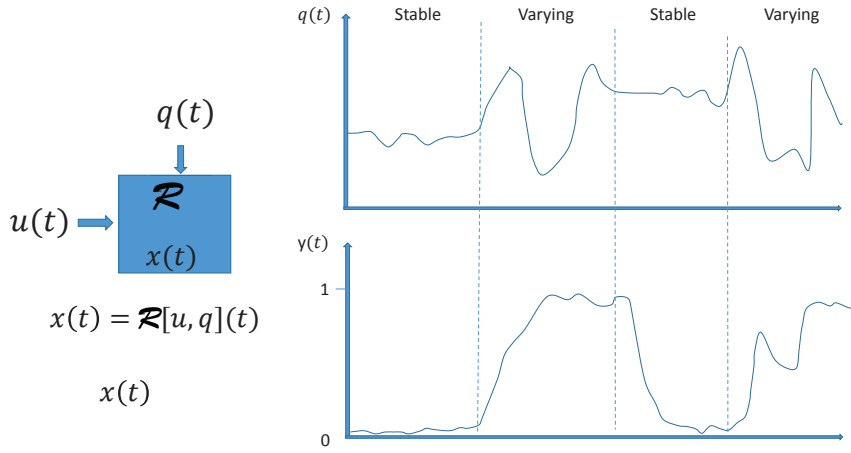 q(t) Stable Varying Stable Varying
q(t)
u(t)
ℛ
x(t)
y(t)
1
x(t) = ℛ[u, q](t)
x(t)
0